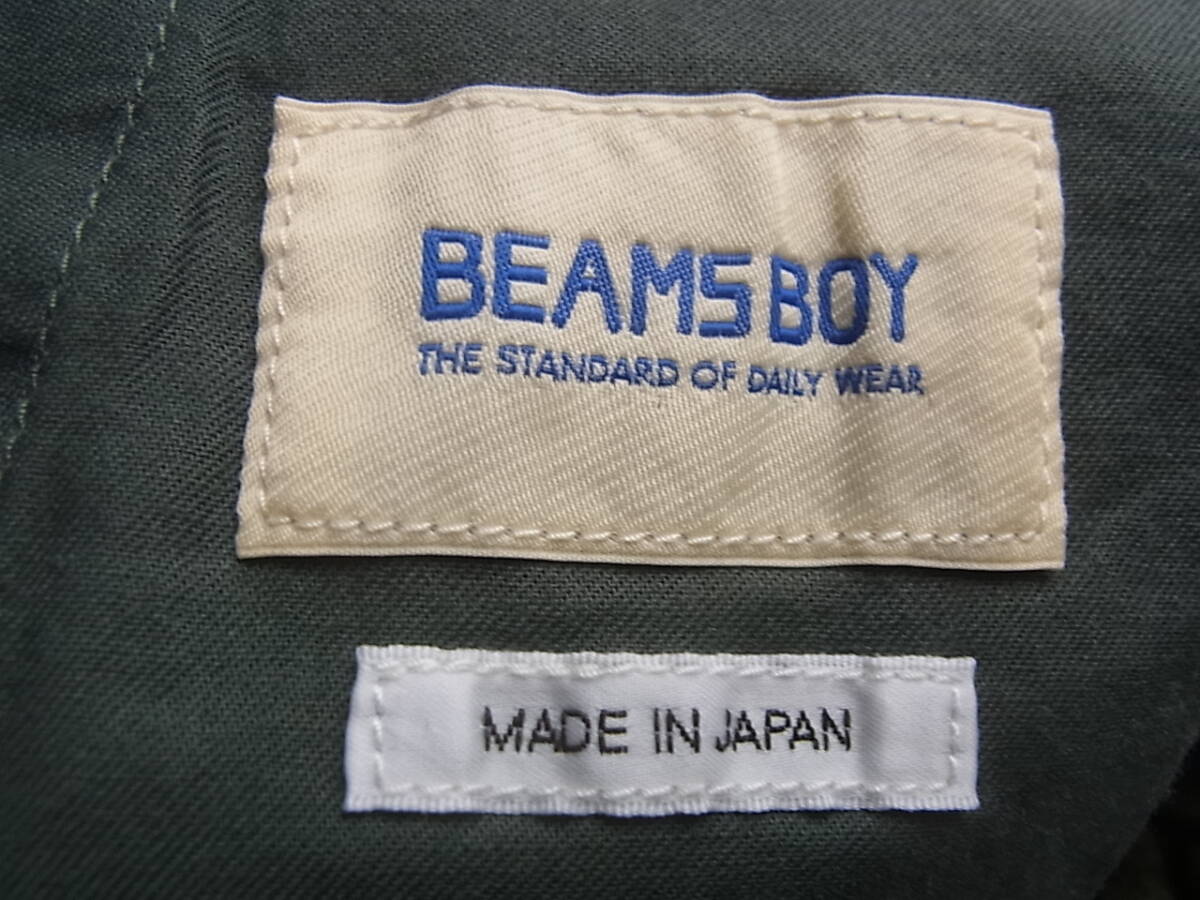 BEAMS BOY
THE STANDARD OF DAILY WEAR
MADE IN JAPAN